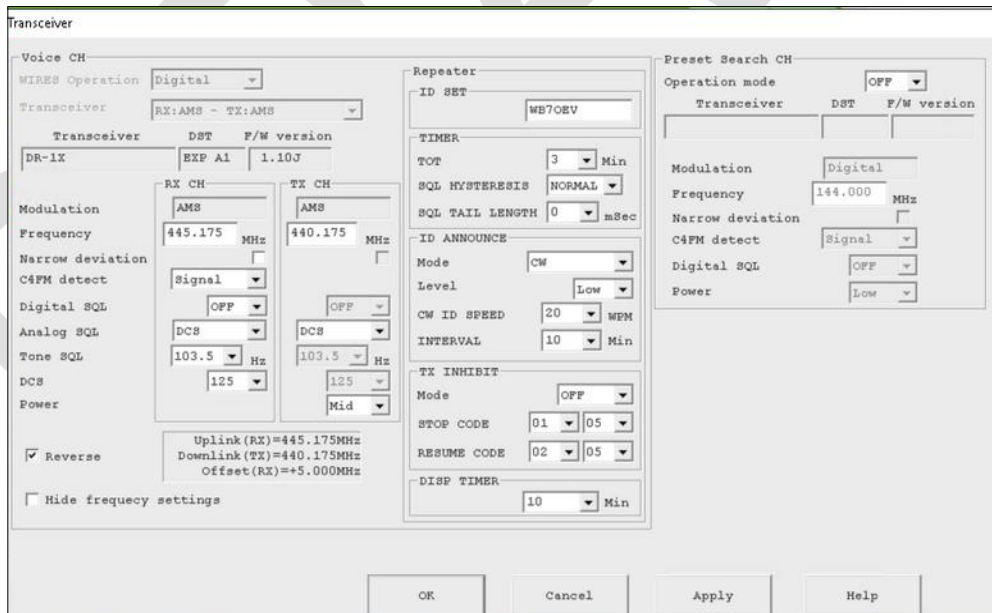 Transceiver
Voice CH
WIRES Operation Digital
Transceiver RX:AMS - TX:AMS
Transceiver DST F/W version
DR-1X EXP A1 1.10J
RX CH TX CH
Modulation AMS AMS
Frequency 445.175 MHz 440.175 MHz
Narrow deviation
C4FM detect Signal
Digital SQL OFF OFF
Analog SQL DCS DCS
Tone SQL 103.5 Hz 103.5 Hz
DCS 125 125
Power Mid
Reverse
Uplink(RX)=445.175MHz
Downlink(TX)=440.175MHz
Offset(RX)=+5.000MHz
Hide frequecy settings
Repeater
ID SET
WB7OEV
TIMER
TOT 3 Min
SQL HYSTERESIS NORMAL
SQL TAIL LENGTH 0 mSec
ID ANNOUNCE
Mode CW
Level Low
CW ID SPEED 20 WPM
INTERVAL 10 Min
TX INHIBIT
Mode OFF
STOP CODE 01 05
RESUME CODE 02 05
DISP TIMER
10 Min
Preset Search CH
Operation mode OFF
Transceiver DST F/W version
Modulation Digital
Frequency 144.000 MHz
Narrow deviation
C4FM detect Signal
Digital SQL OFF
Power Low
OK Cancel Apply Help